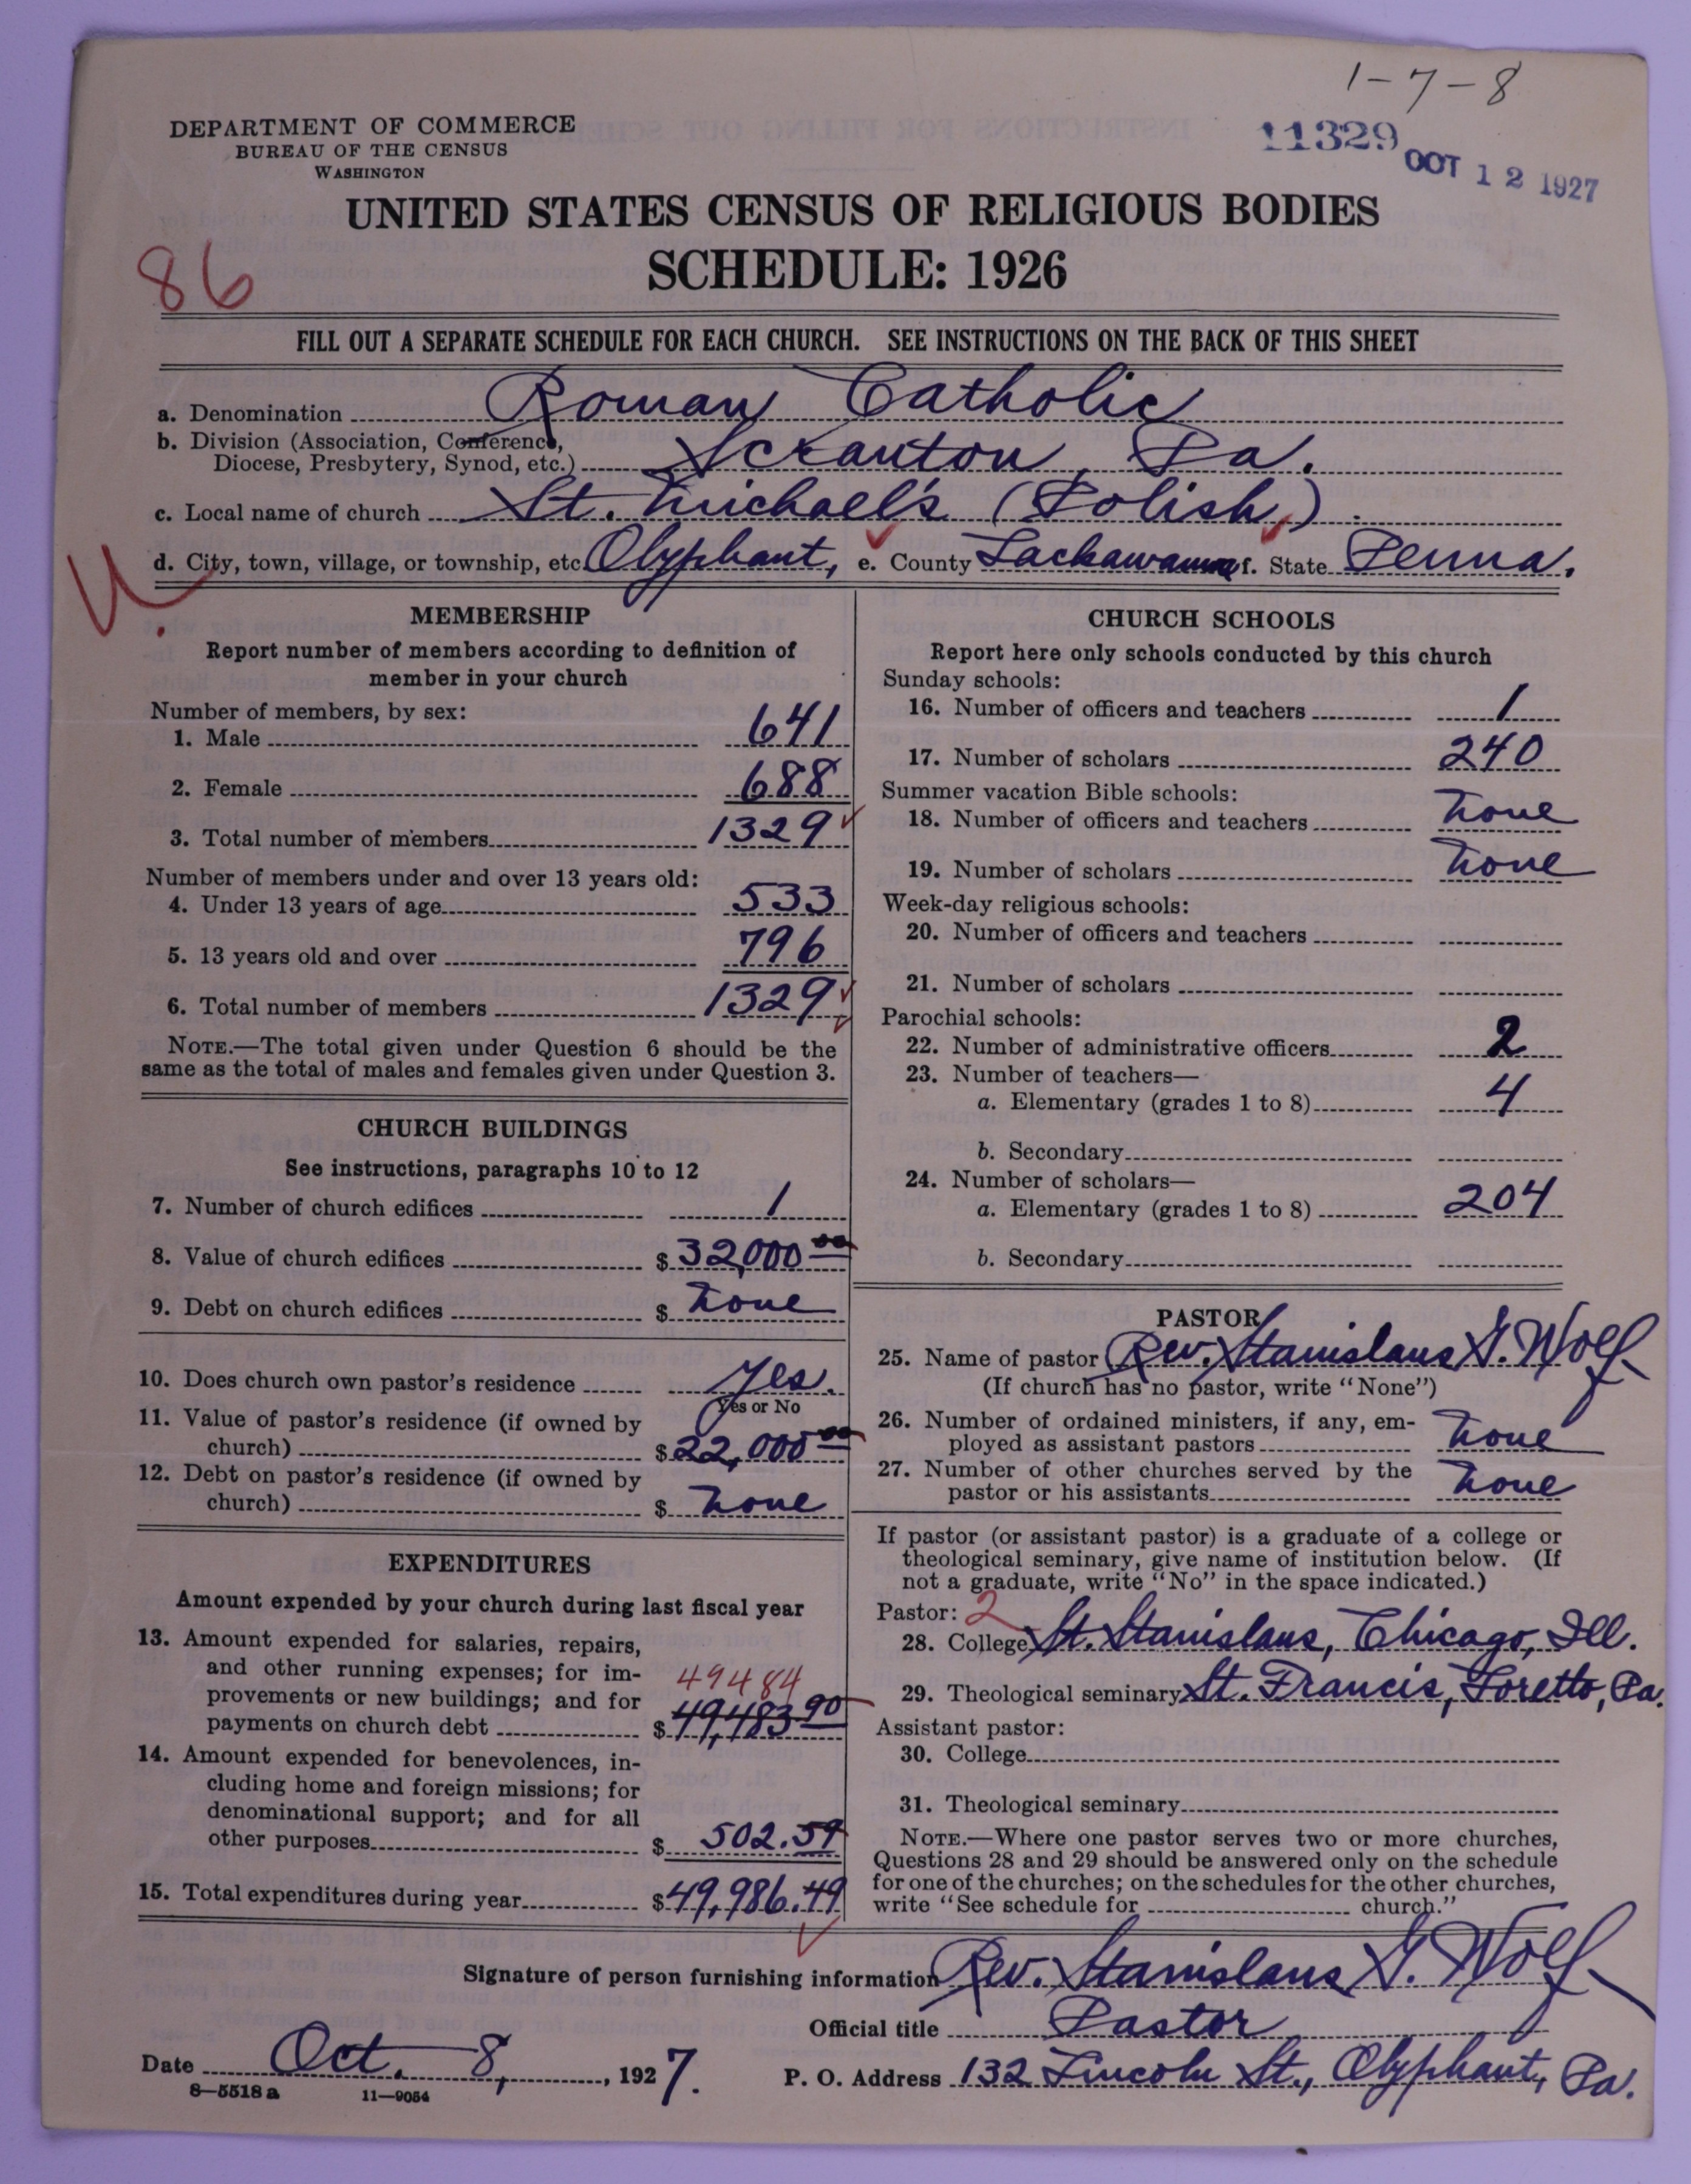 1-7-8
DEPARTMENT OF COMMERCE
BUREAU OF THE CENSUS
WASHINGTON
11329
OCT 12 1927
UNITED STATES CENSUS OF RELIGIOUS BODIES
SCHEDULE: 1926
86
FILL OUT A SEPARATE SCHEDULE FOR EACH CHURCH. SEE INSTRUCTIONS ON THE BACK OF THIS SHEET
a. Denomination Roman Catholic
b. Division (Association, Conference,
Diocese, Presbytery, Synod, etc.) Scranton, Pa.
c. Local name of church St. Michael's (Polish)
d. City, town, village, or township, etc. Olyphant, e. County Lackawanna f. State Penna.
MEMBERSHIP
Report number of members according to definition of
member in your church
Number of members, by sex:
1. Male 641
2. Female 688
3. Total number of members 1329
Number of members under and over 13 years old:
4. Under 13 years of age 533
5. 13 years old and over 796
6. Total number of members 1329
NOTE.—The total given under Question 6 should be the
same as the total of males and females given under Question 3.
CHURCH BUILDINGS
See instructions, paragraphs 10 to 12
7. Number of church edifices 1
8. Value of church edifices $ 32,000 00
9. Debt on church edifices $ none
10. Does church own pastor's residence Yes.
Yes or No
11. Value of pastor's residence (if owned by
church) $ 22,000 00
12. Debt on pastor's residence (if owned by
church) $ none
EXPENDITURES
Amount expended by your church during last fiscal year
13. Amount expended for salaries, repairs,
and other running expenses; for im-
provements or new buildings; and for
49484
payments on church debt $ 49,483.90
14. Amount expended for benevolences, in-
cluding home and foreign missions; for
denominational support; and for all
other purposes $ 502.59
15. Total expenditures during year $ 49,986.49
CHURCH SCHOOLS
Report here only schools conducted by this church
Sunday schools:
16. Number of officers and teachers 1
17. Number of scholars 240
Summer vacation Bible schools:
18. Number of officers and teachers none
19. Number of scholars none
Week-day religious schools:
20. Number of officers and teachers
21. Number of scholars
Parochial schools:
22. Number of administrative officers 2
23. Number of teachers—
a. Elementary (grades 1 to 8) 4
b. Secondary
24. Number of scholars—
a. Elementary (grades 1 to 8) 204
b. Secondary
PASTOR
25. Name of pastor Rev. Stanislaus G. Wolf
(If church has no pastor, write "None")
26. Number of ordained ministers, if any, em-
ployed as assistant pastors none
27. Number of other churches served by the
pastor or his assistants none
If pastor (or assistant pastor) is a graduate of a college or
theological seminary, give name of institution below. (If
not a graduate, write "No" in the space indicated.)
Pastor: 2
28. College St. Stanislaus, Chicago, Ill.
29. Theological seminary St. Francis, Loretto, Pa.
Assistant pastor:
30. College
31. Theological seminary
NOTE.—Where one pastor serves two or more churches,
Questions 28 and 29 should be answered only on the schedule
for one of the churches; on the schedules for the other churches,
write "See schedule for church."
Signature of person furnishing information Rev. Stanislaus G. Wolf
Official title Pastor
Date Oct. 8, 1927.
P. O. Address 132 Lincoln St., Olyphant, Pa.
8—5518 a 11—9054